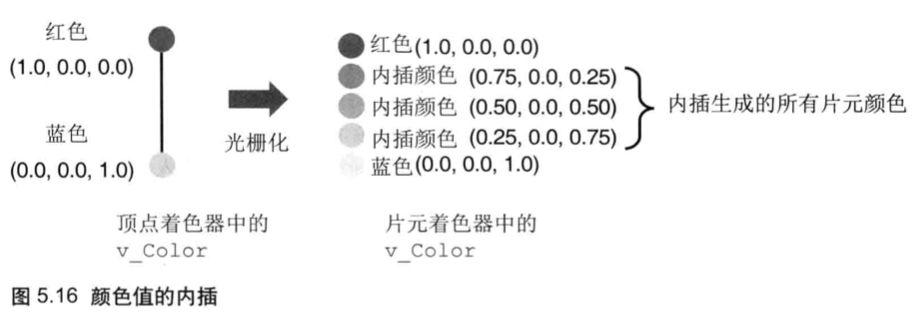 红色
(1.0, 0.0, 0.0)
蓝色
(0.0, 0.0, 1.0)
光栅化
红色(1.0, 0.0, 0.0)
内插颜色 (0.75, 0.0, 0.25)
内插颜色 (0.50, 0.0, 0.50)
内插颜色 (0.25, 0.0, 0.75)
蓝色(0.0, 0.0, 1.0)
内插生成的所有片元颜色
顶点着色器中的
v_Color
片元着色器中的
v_Color
图 5.16 颜色值的内插